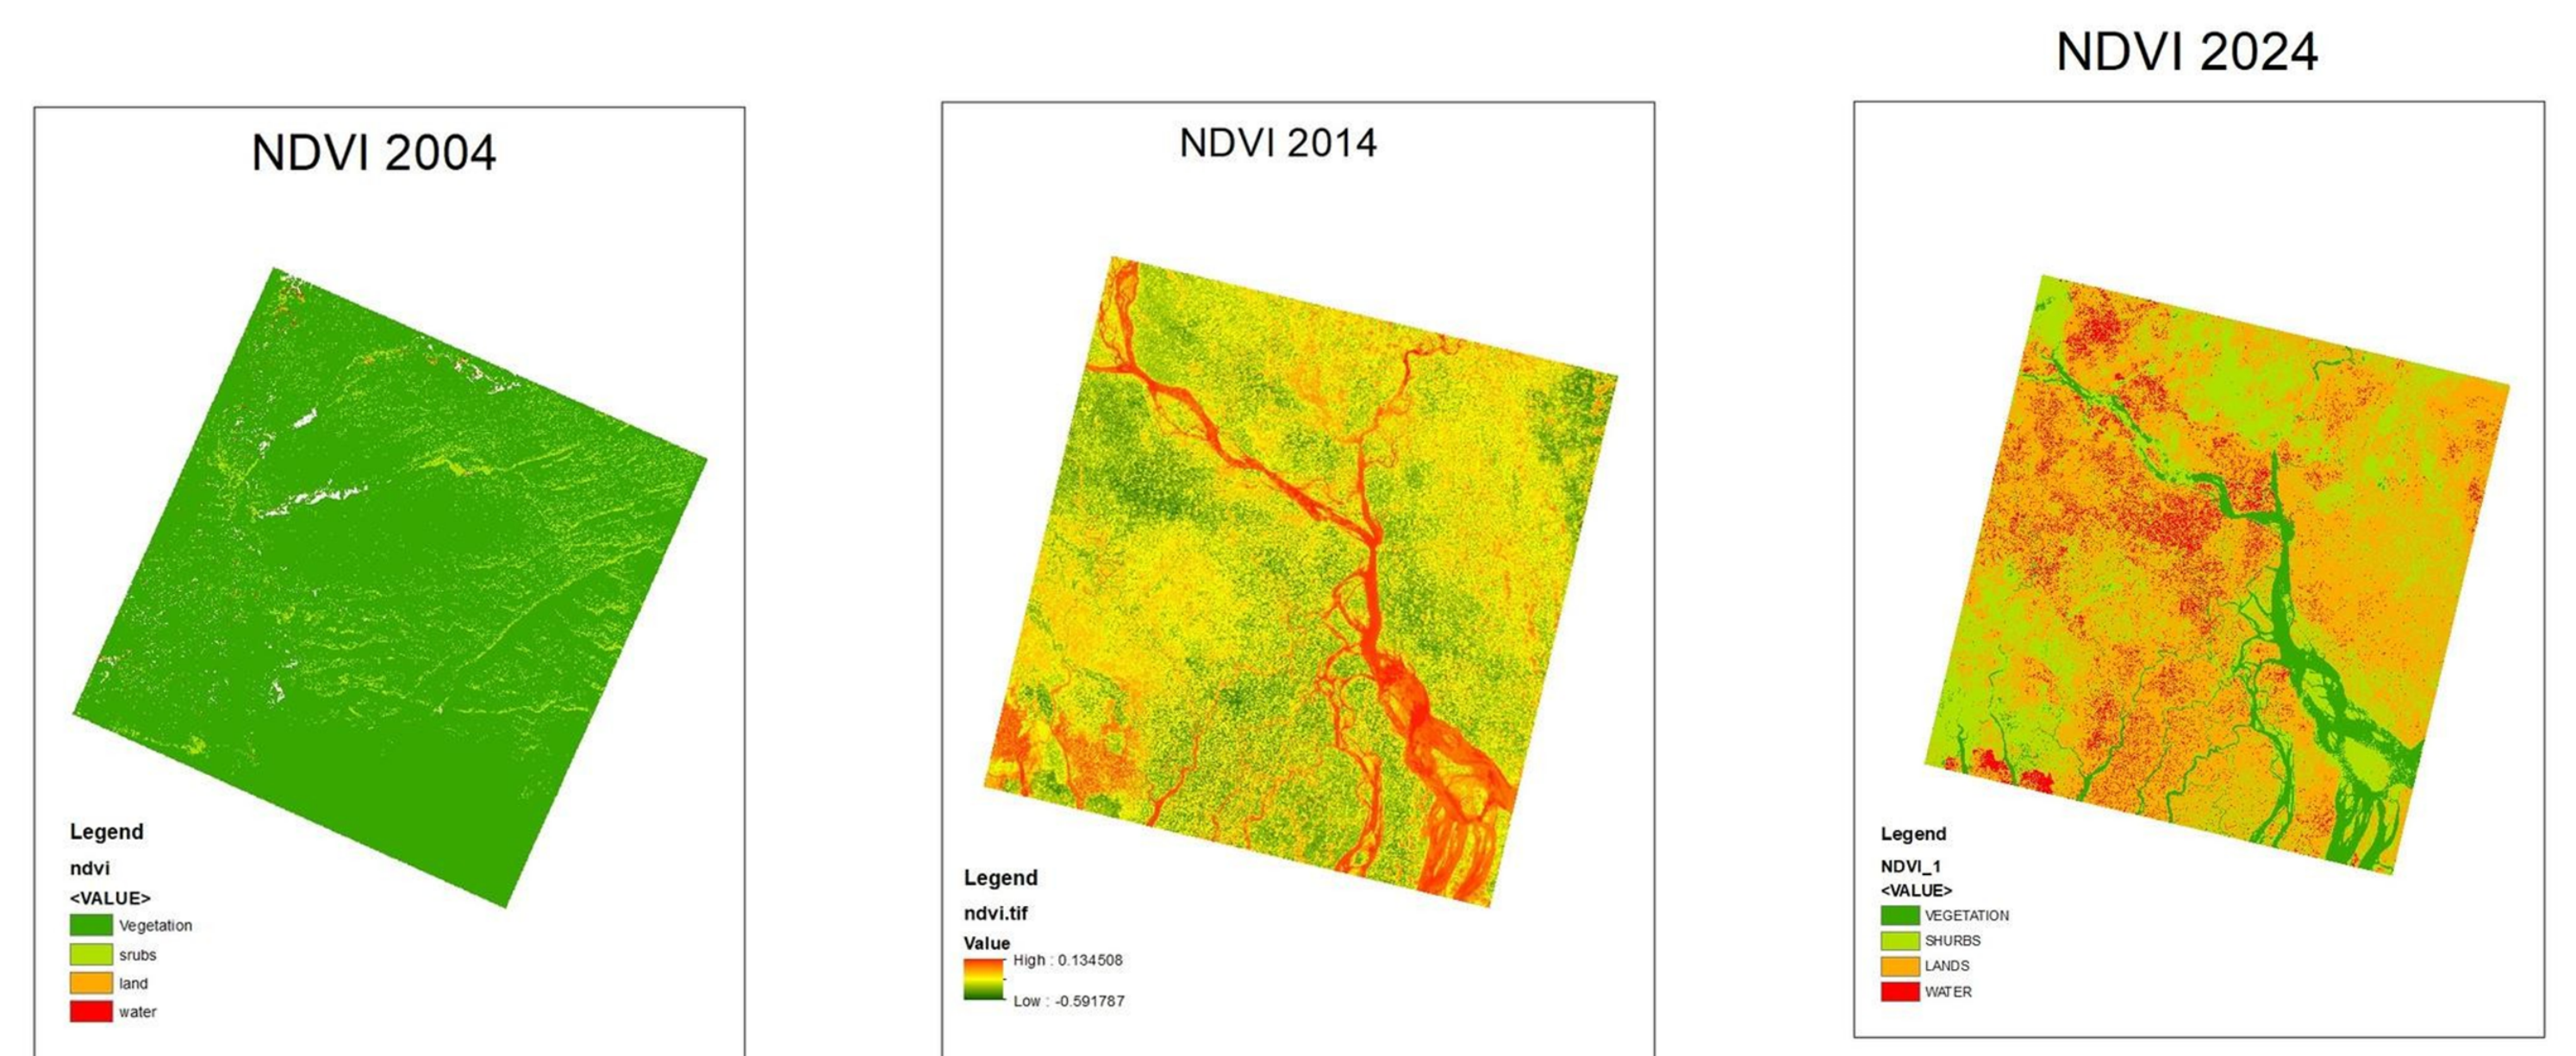 NDVI 2004
Legend
ndvi
<VALUE>
Vegetation
srubs
land
water
NDVI 2014
Legend
ndvi.tif
Value
High : 0.134508
Low : -0.591787
NDVI 2024
Legend
NDVI_1
<VALUE>
VEGETATION
SHURBS
LANDS
WATER